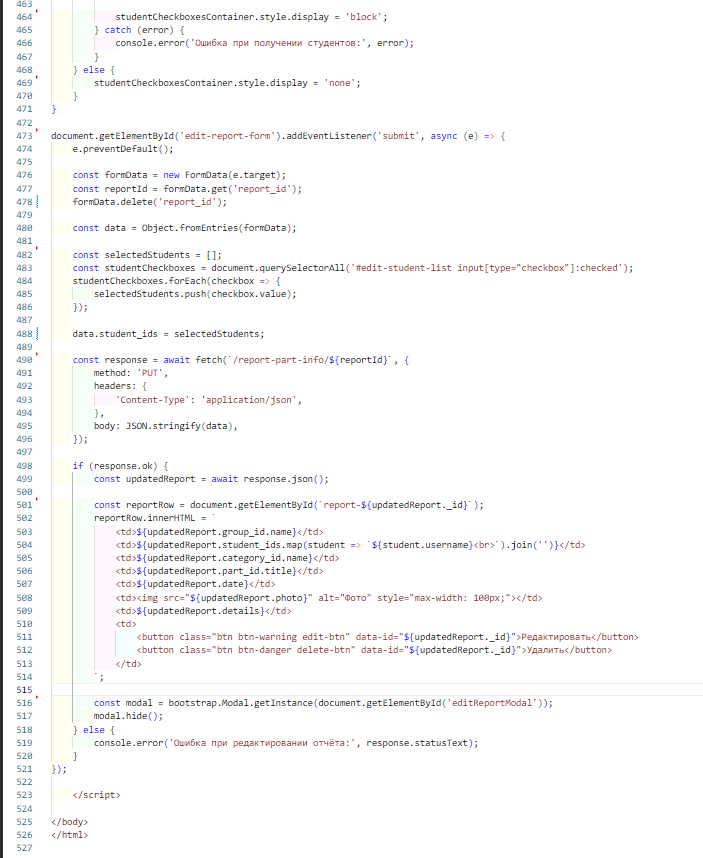 463
464 studentCheckboxesContainer.style.display = 'block';
465 } catch (error) {
466 console.error('Ошибка при получении студентов:', error);
467 }
468 } else {
469 studentCheckboxesContainer.style.display = 'none';
470 }
471 }
472
473 document.getElementById('edit-report-form').addEventListener('submit', async (e) => {
474 e.preventDefault();
475
476 const formData = new FormData(e.target);
477 const reportId = formData.get('report_id');
478 formData.delete('report_id');
479
480 const data = Object.fromEntries(formData);
481
482 const selectedStudents = [];
483 const studentCheckboxes = document.querySelectorAll('#edit-student-list input[type="checkbox"]:checked');
484 studentCheckboxes.forEach(checkbox => {
485 selectedStudents.push(checkbox.value);
486 });
487
488 data.student_ids = selectedStudents;
489
490 const response = await fetch(`/report-part-info/${reportId}`, {
491 method: 'PUT',
492 headers: {
493 'Content-Type': 'application/json',
494 },
495 body: JSON.stringify(data),
496 });
497
498 if (response.ok) {
499 const updatedReport = await response.json();
500
501 const reportRow = document.getElementById(`report-${updatedReport._id}`);
502 reportRow.innerHTML = `
503 <td>${updatedReport.group_id.name}</td>
504 <td>${updatedReport.student_ids.map(student => `${student.username}<br>`).join('')}</td>
505 <td>${updatedReport.category_id.name}</td>
506 <td>${updatedReport.part_id.title}</td>
507 <td>${updatedReport.date}</td>
508 <td><img src="${updatedReport.photo}" alt="Фото" style="max-width: 100px;"></td>
509 <td>${updatedReport.details}</td>
510 <td>
511 <button class="btn btn-warning edit-btn" data-id="${updatedReport._id}">Редактировать</button>
512 <button class="btn btn-danger delete-btn" data-id="${updatedReport._id}">Удалить</button>
513 </td>
514 `;
515
516 const modal = bootstrap.Modal.getInstance(document.getElementById('editReportModal'));
517 modal.hide();
518 } else {
519 console.error('Ошибка при редактировании отчёта:', response.statusText);
520 }
521 });
522
523 </script>
524
525 </body>
526 </html>
527